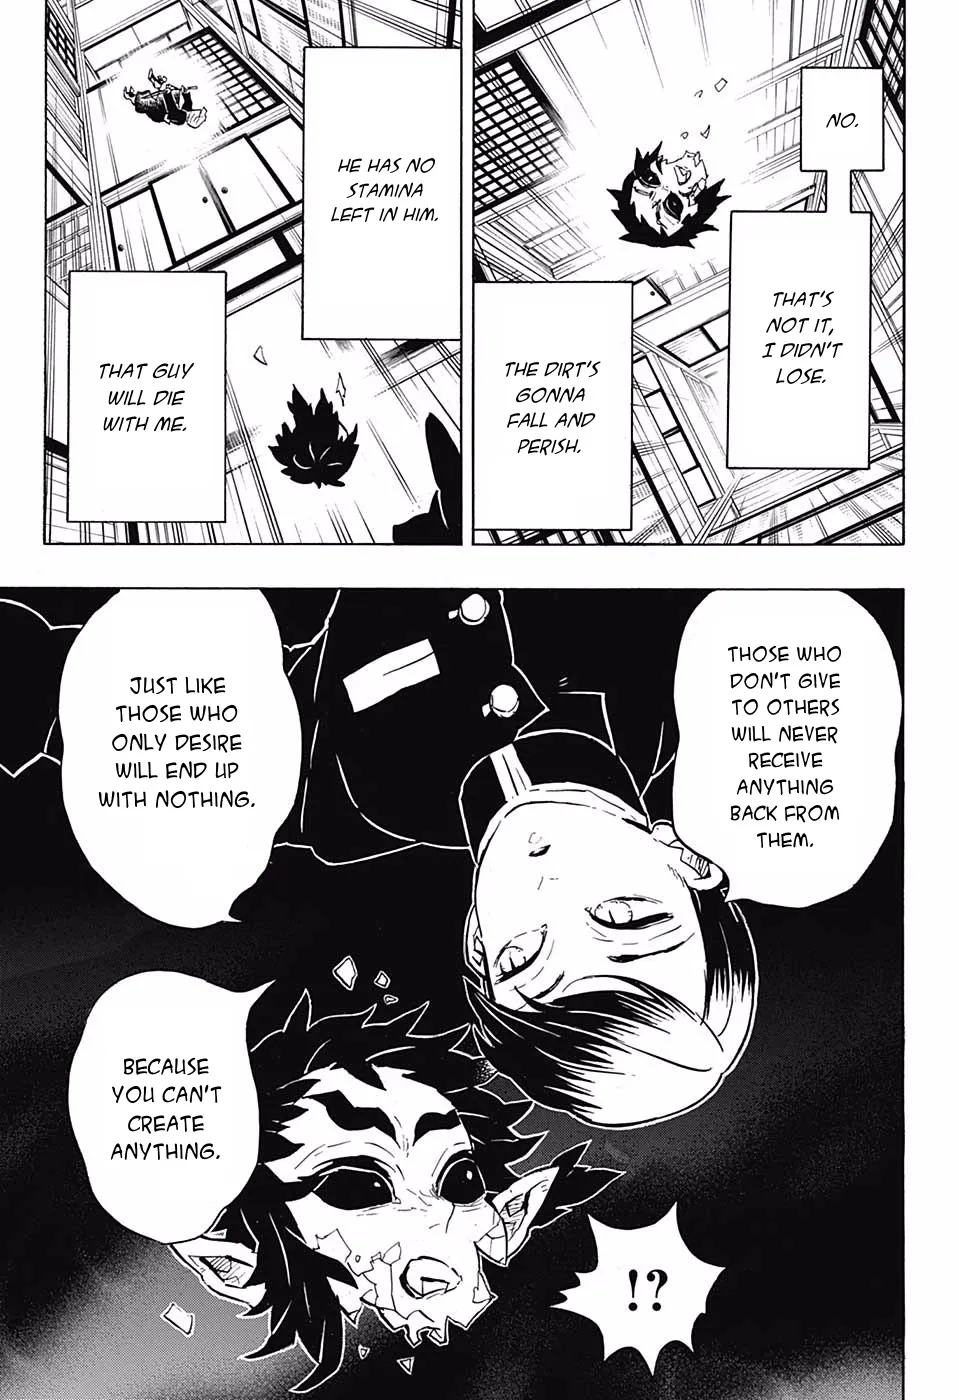 NO.
THAT'S
NOT IT,
I DIDN'T
LOSE.
THE DIRT'S
GONNA
FALL AND
PERISH.
HE HAS NO
STAMINA
LEFT IN HIM.
THAT GUY
WILL DIE
WITH ME.
THOSE WHO
DON'T GIVE
TO OTHERS
WILL NEVER
RECEIVE
ANYTHING
BACK FROM
THEM.
JUST LIKE
THOSE WHO
ONLY DESIRE
WILL END UP
WITH NOTHING.
BECAUSE
YOU CAN'T
CREATE
ANYTHING.
!?